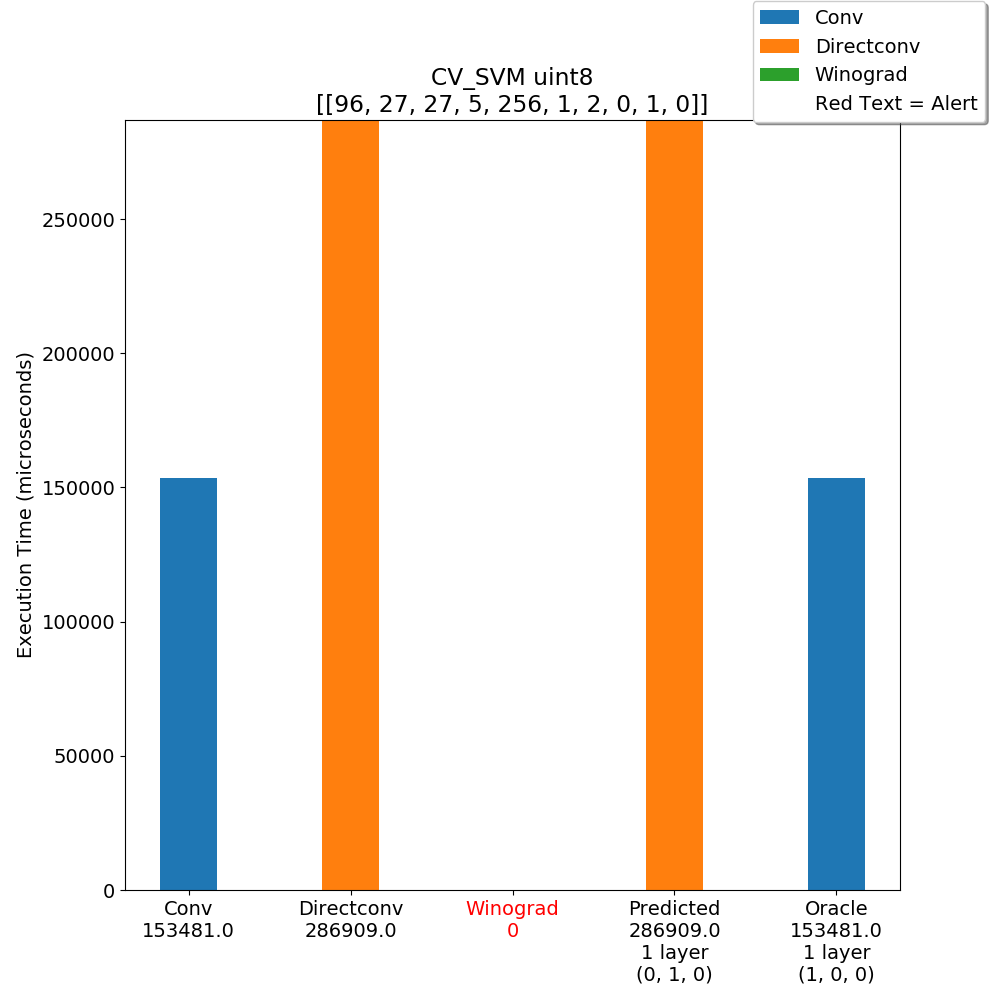 Conv
Directconv
Winograd
Red Text = Alert
CV_SVM uint8
[[96, 27, 27, 5, 256, 1, 2, 0, 1, 0]]
Execution Time (microseconds)
250000
200000
150000
100000
50000
0
Conv
153481.0
Directconv
286909.0
Winograd
0
Predicted
286909.0
1 layer
(0, 1, 0)
Oracle
153481.0
1 layer
(1, 0, 0)